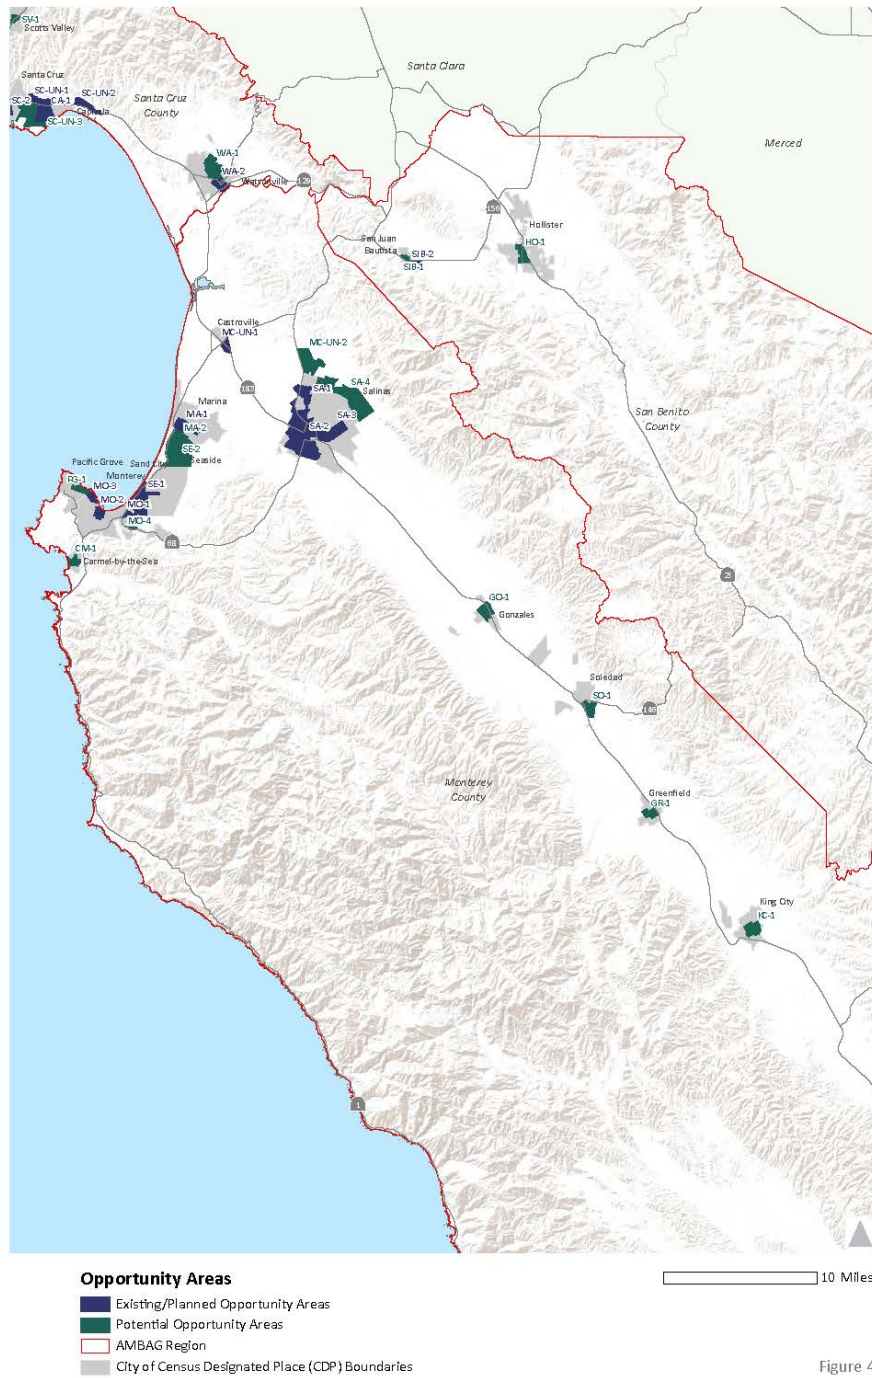 SV-1
Scotts Valley
Santa Clara
Santa Cruz
SC-UN-1
SC-UN-2
SC-2
CA-1
Capitola
SC-UN-3
Santa Cruz
County
Merced
WA-1
WA-2
Watsonville
129
156
Hollister
HO-1
San Juan
Bautista
SJB-2
SJB-1
Castroville
MC-UN-1
MC-UN-2
183
SA-1
SA-4
Salinas
SA-3
SA-2
Marina
MA-1
MA-2
SE-2
Seaside
San Benito
County
Pacific Grove
Sand City
Monterey
PG-1
MO-3
SE-1
MO-2
MO-1
MO-4
68
CM-1
Carmel-by-the-Sea
25
GO-1
Gonzales
Soledad
SO-1
146
Monterey
County
Greenfield
GR-1
King City
KC-1
1
Opportunity Areas
10 Miles
Existing/Planned Opportunity Areas
Potential Opportunity Areas
AMBAG Region
City of Census Designated Place (CDP) Boundaries
Figure 4